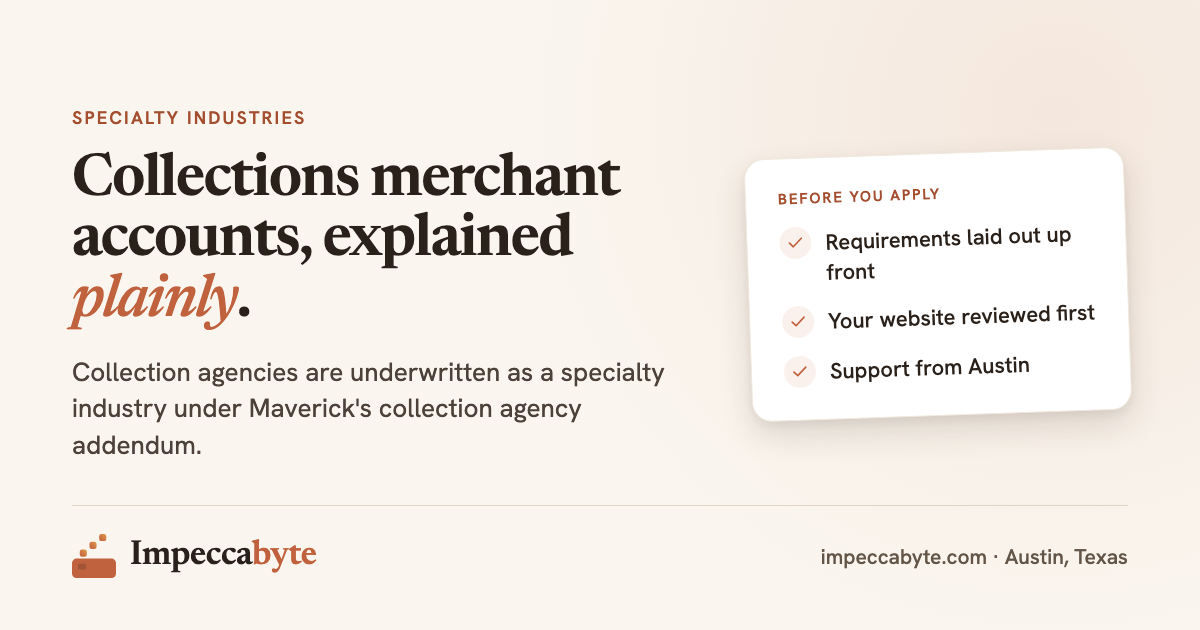 SPECIALTY INDUSTRIES
Collections merchant
accounts, explained
plainly.
Collection agencies are underwritten as a specialty
industry under Maverick's collection agency
addendum.
BEFORE YOU APPLY
Requirements laid out up
front
Your website reviewed first
Support from Austin
Impeccabyte
impeccabyte.com · Austin, Texas